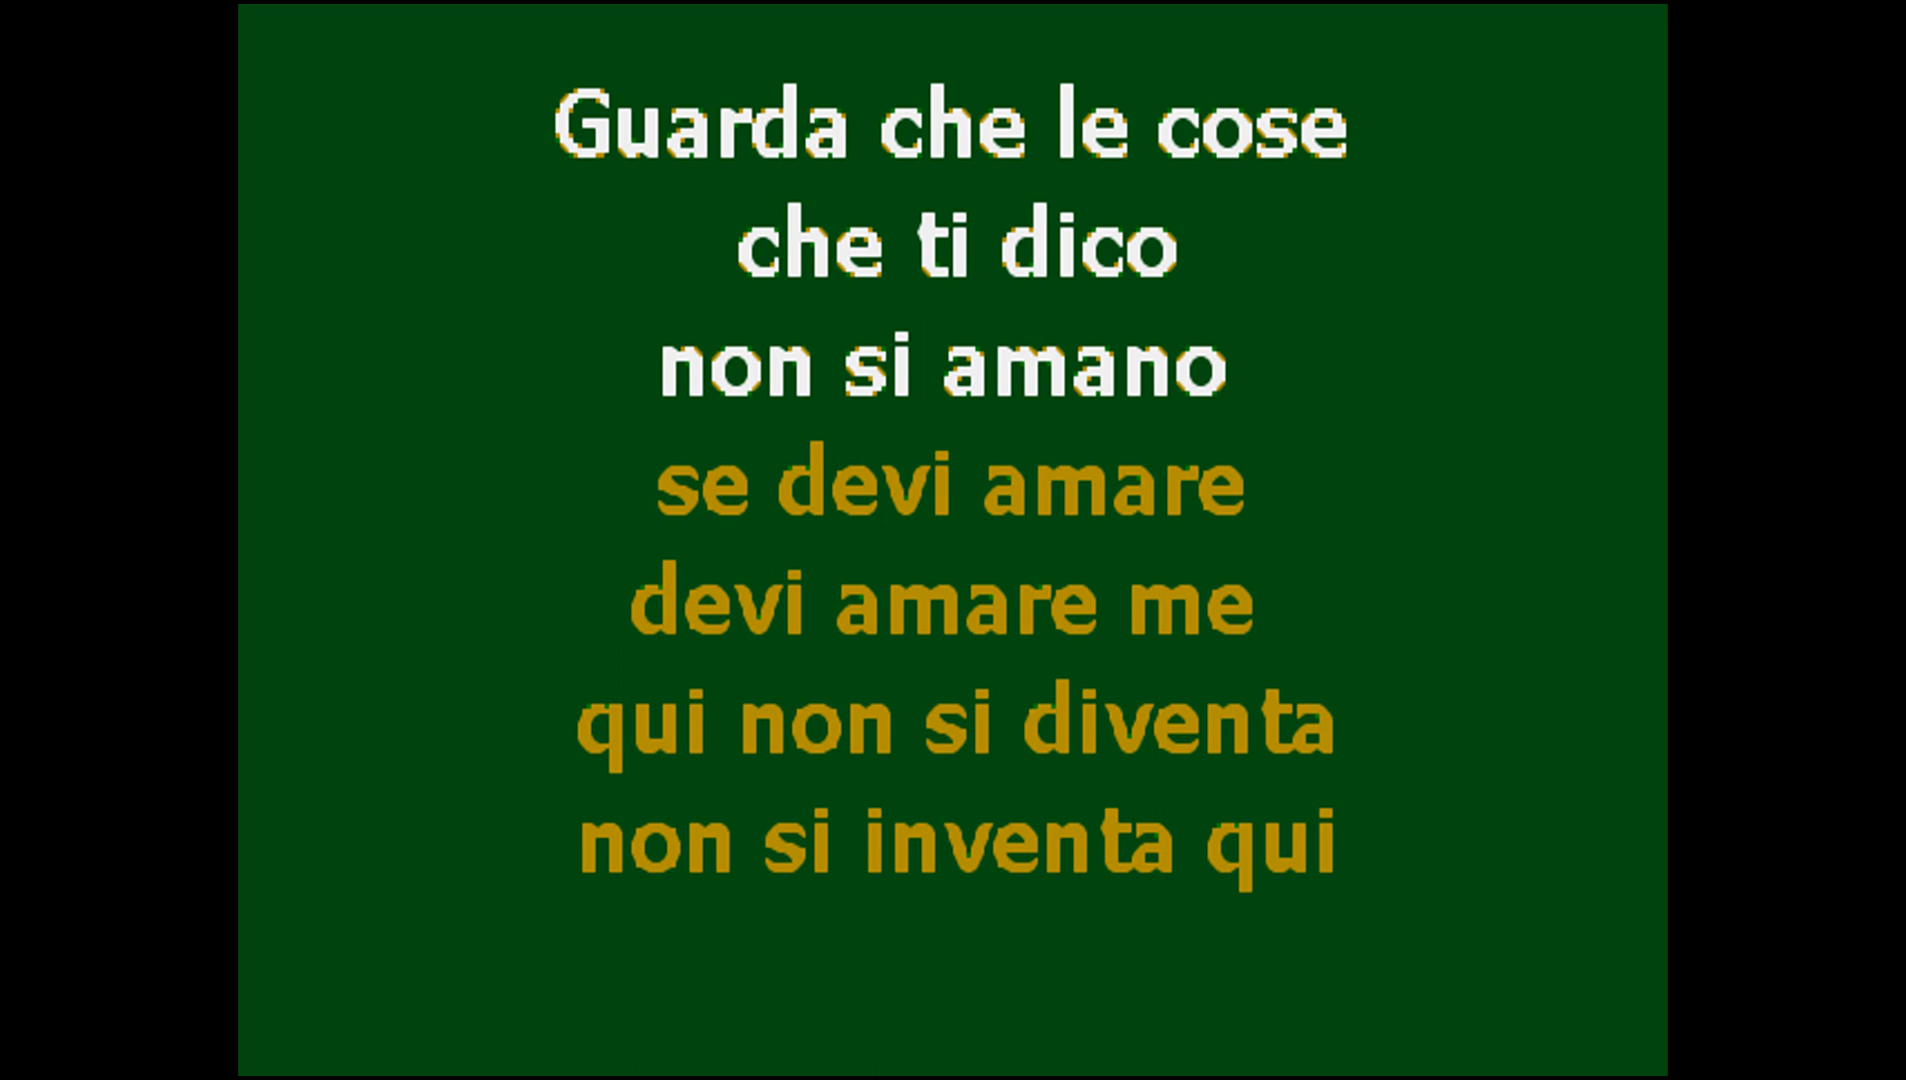 Guarda che le cose
che ti dico
non si amano
se devi amare
devi amare me
qui non si diventa
non si inventa qui